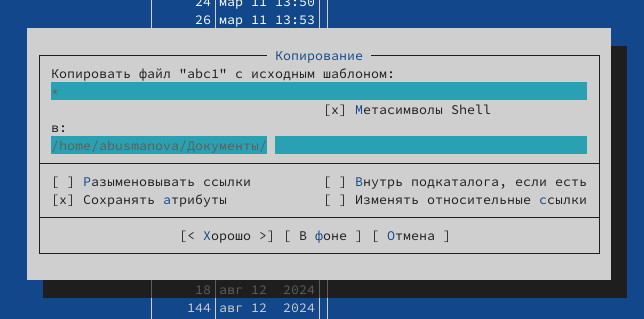 24 мар 11 13:50
26 мар 11 13:53
Копирование
Копировать файл "abc1" с исходным шаблоном:
*
[x] Метасимволы Shell
в:
/home/abusmanova/Документы/
[ ] Разыменовывать ссылки [ ] Внутрь подкаталога, если есть
[x] Сохранять атрибуты [ ] Изменять относительные ссылки
[< Хорошо >] [ В фоне ] [ Отмена ]
18 авг 12 2024
144 авг 12 2024